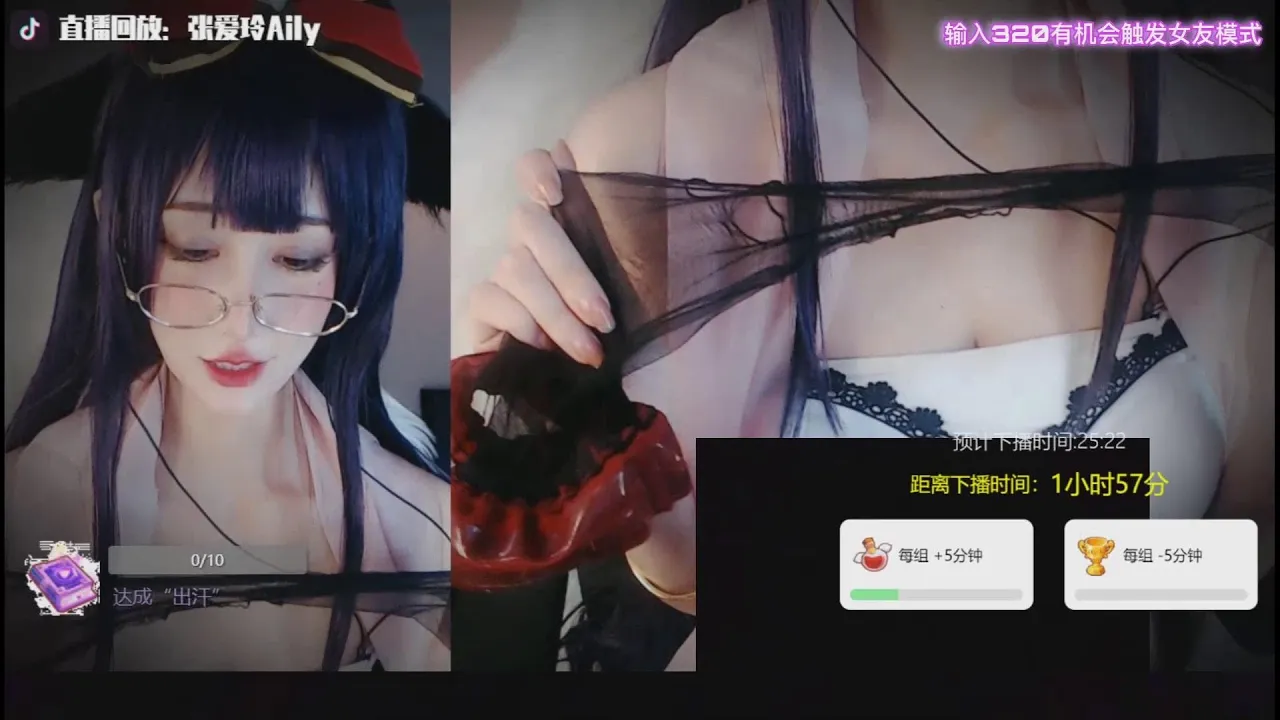 直播回放：张爱玲Aily
输入320有机会触发女友模式
预计下播时间:25:22
距离下播时间：1小时57分
每组 +5分钟
每组 -5分钟
0/10
达成“出汗”